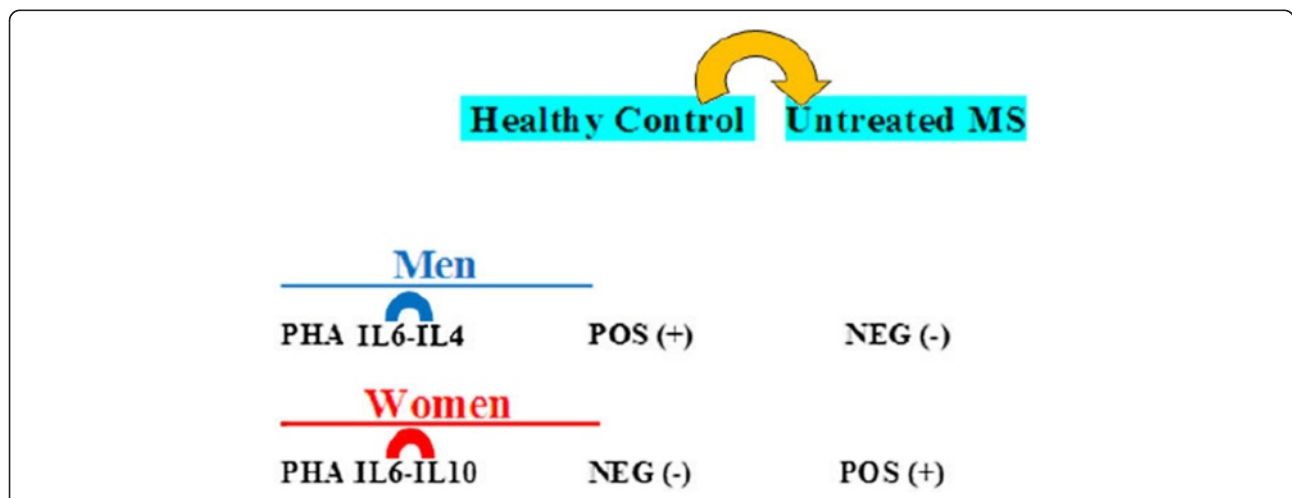 Healthy Control Untreated MS
Men
PHA IL6-IL4 POS (+) NEG (-)
Women
PHA IL6-IL10 NEG (-) POS (+)